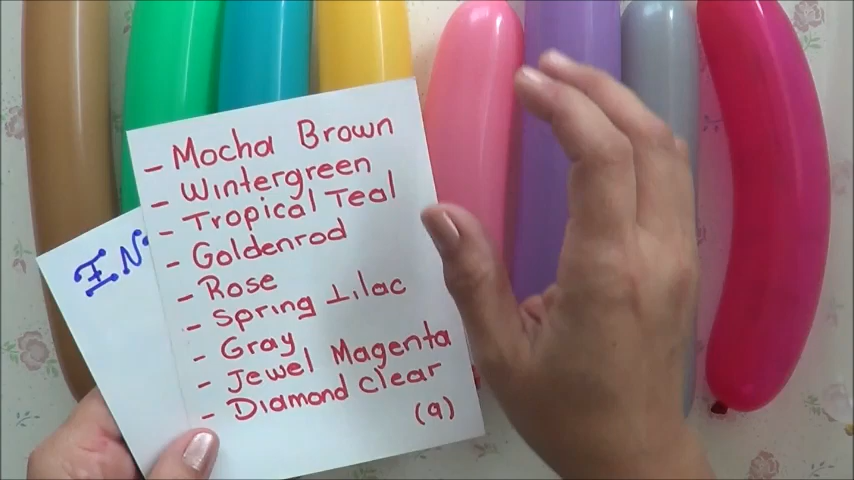 - Mocha Brown
- Wintergreen
- Tropical Teal
- Goldenrod
- Rose
- Spring Lilac
- Gray
- Jewel Magenta
- Diamond clear
(9)